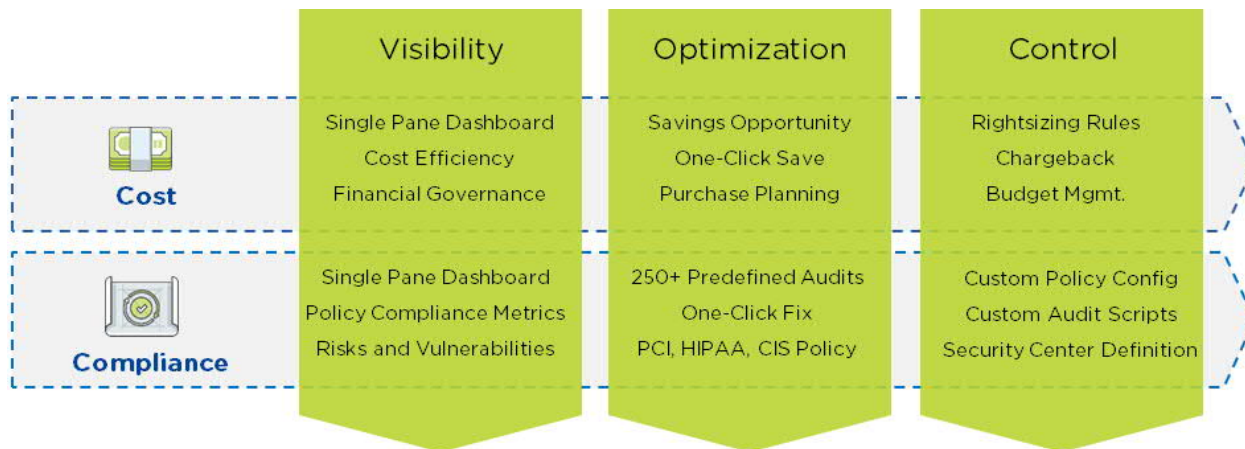 Visibility
Optimization
Control
Cost
Single Pane Dashboard
Cost Efficiency
Financial Governance
Savings Opportunity
One-Click Save
Purchase Planning
Rightsizing Rules
Chargeback
Budget Mgmt.
Compliance
Single Pane Dashboard
Policy Compliance Metrics
Risks and Vulnerabilities
250+ Predefined Audits
One-Click Fix
PCI, HIPAA, CIS Policy
Custom Policy Config
Custom Audit Scripts
Security Center Definition